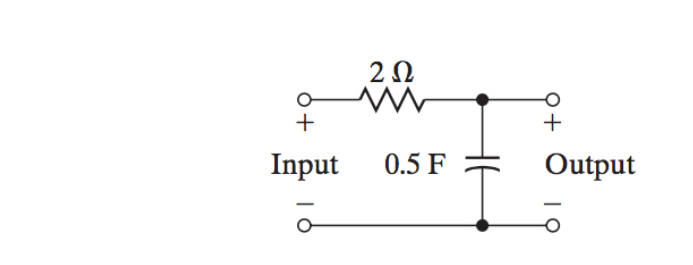 2 Ω
+ +
Input 0.5 F Output
− −